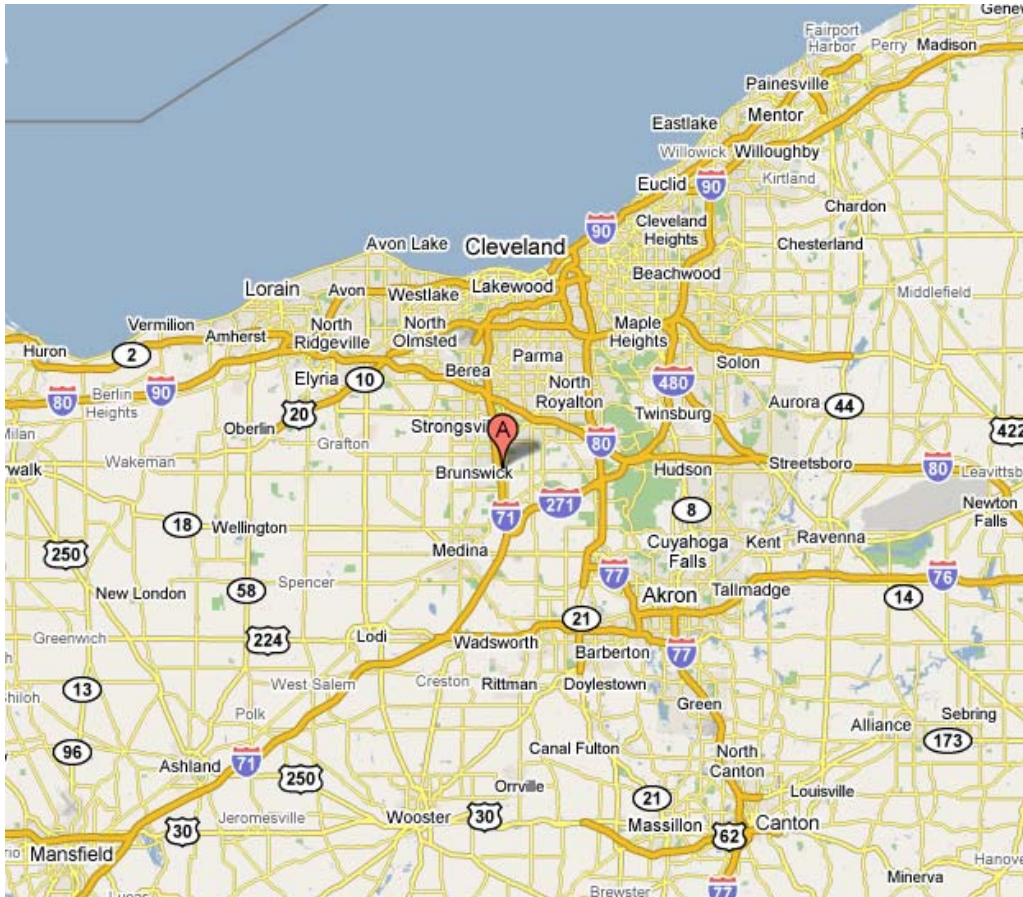 Fairport
Harbor
Perry
Madison
Painesville
Mentor
Eastlake
Willowick
Willoughby
Kirtland
Euclid
90
Chardon
Cleveland
Heights
90
Avon Lake
Cleveland
Chesterland
Beachwood
Lorain
Avon
Westlake
Lakewood
Middlefield
Vermilion
Amherst
North
Ridgeville
North
Olmsted
Maple
Heights
Huron
2
Parma
Solon
Berea
Elyria
10
480
80
Berlin
Heights
90
North
Royalton
Aurora
44
20
Twinsburg
Milan
Oberlin
Grafton
Strongsvi
A
80
422
Wakeman
Brunswick
Hudson
Streetsboro
80
Leavittsb
271
71
8
Newton
Falls
18
Wellington
250
Medina
Cuyahoga
Falls
Kent
Ravenna
77
76
New London
58
Spencer
Akron
Tallmadge
14
21
Greenwich
224
Lodi
Wadsworth
Barberton
77
13
West Salem
Creston
Rittman
Doylestown
Polk
Green
Sebring
Alliance
96
Ashland
71
250
Canal Fulton
North
Canton
173
Orrville
21
Louisville
30
Jeromesville
Wooster
30
Massillon
62
Canton
Mansfield
Minerva
Brewster
77